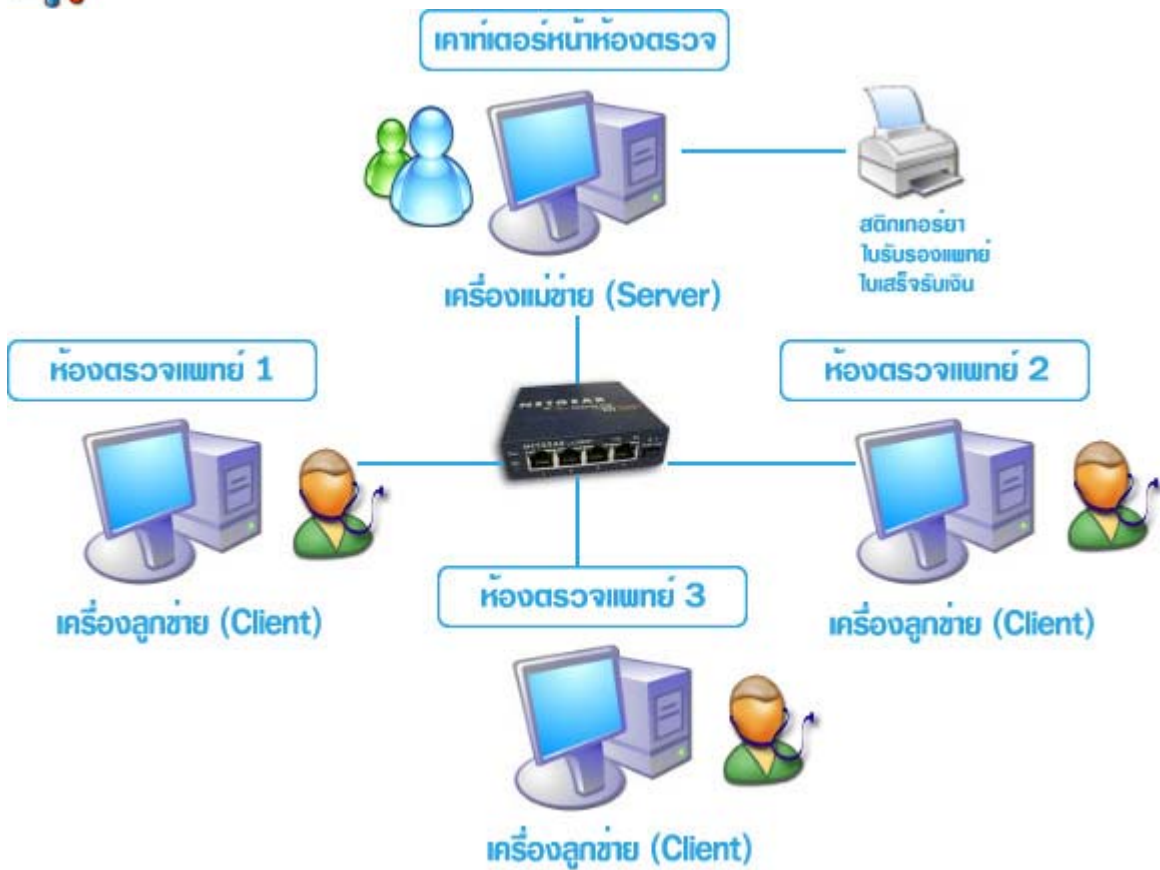 เคาท์เตอร์หน้าห้องตรวจ
สติกเกอร์ยา
ใบรับรองแพทย์
ใบเสร็จรับเงิน
เครื่องแม่ข่าย (Server)
ห้องตรวจแพทย์ 1
ห้องตรวจแพทย์ 2
NETGEAR
NETGEAR
เครื่องลูกข่าย (Client)
ห้องตรวจแพทย์ 3
เครื่องลูกข่าย (Client)
เครื่องลูกข่าย (Client)